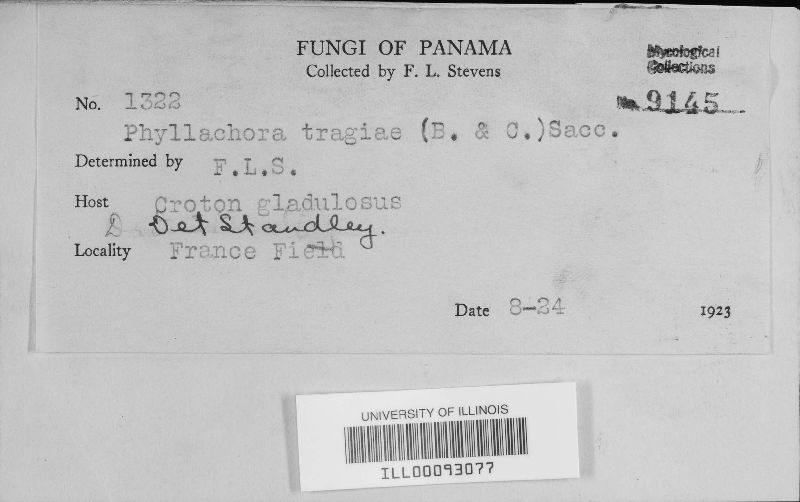 FUNGI OF PANAMA
Collected by F. L. Stevens
Mycological
Collections
No. 1322
No. 9145
Phyllachora tragiae (B. & C.)Sacc.
Determined by F.L.S.
Host Croton gladulosus
Det Standley.
Locality France Field
Date 8-24 1923
UNIVERSITY OF ILLINOIS
ILL00093077